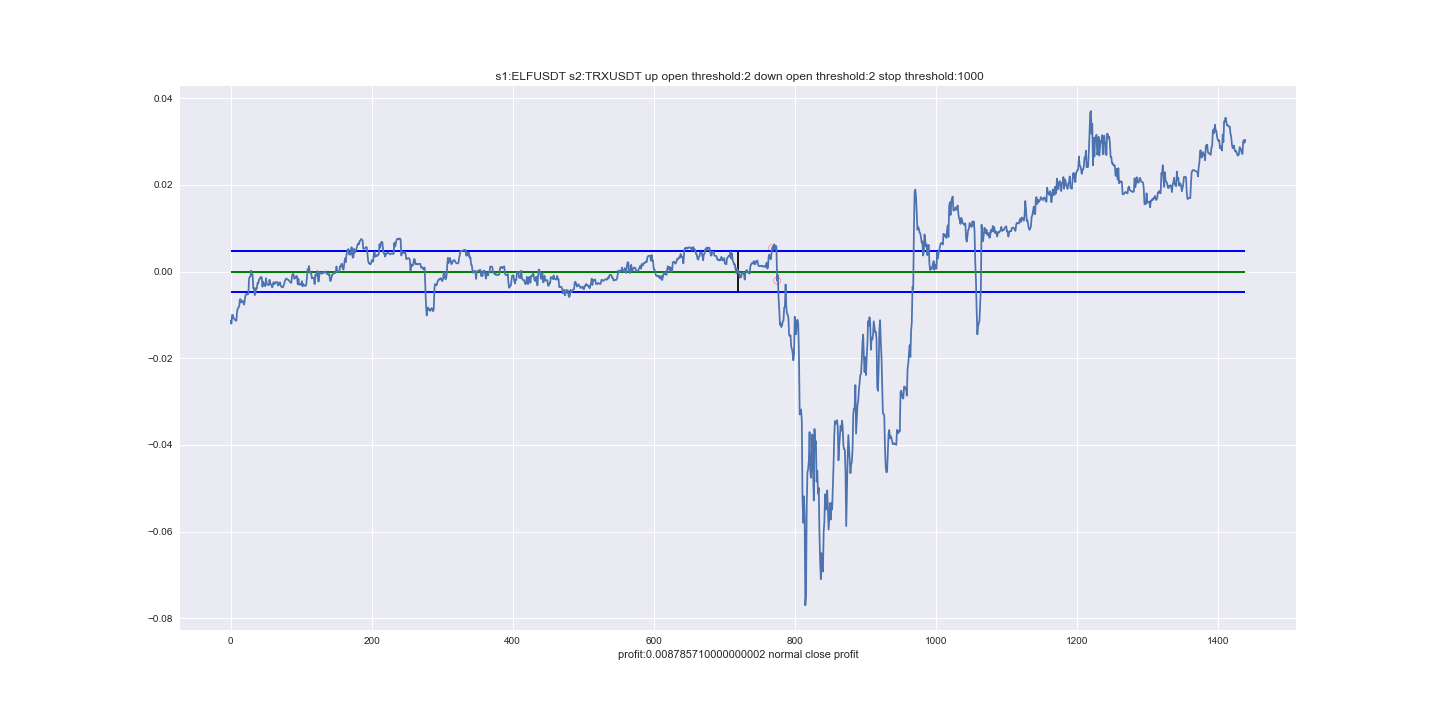 s1:ELFUSDT s2:TRXUSDT up open threshold:2 down open threshold:2 stop threshold:1000
0.04
0.02
0.00
−0.02
−0.04
−0.06
−0.08
0 200 400 600 800 1000 1200 1400
profit:0.008785710000000002 normal close profit